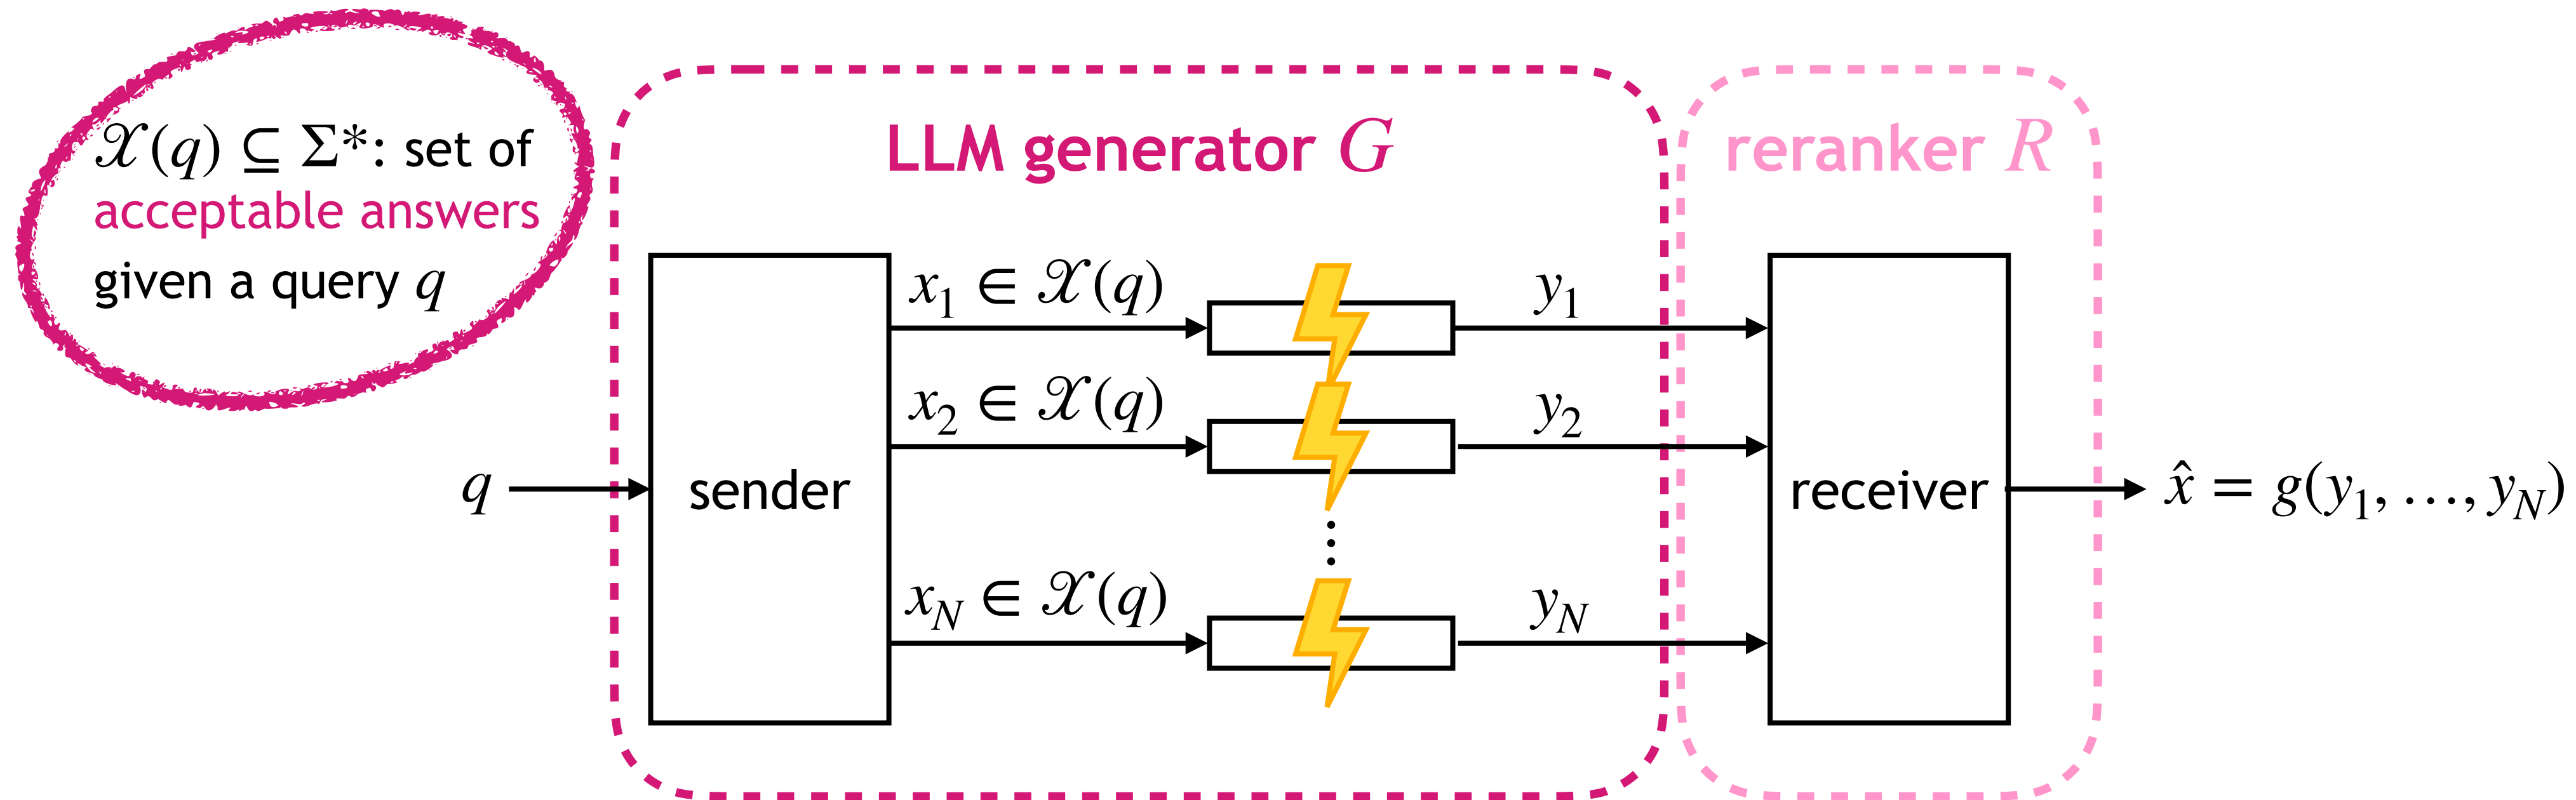 𝒳(q) ⊆ Σ*: set of
acceptable answers
given a query q
LLM generator G
reranker R
q
sender
x₁ ∈ 𝒳(q)
y₁
x₂ ∈ 𝒳(q)
y₂
⋮
x_N ∈ 𝒳(q)
y_N
receiver
x̂ = g(y₁, …, y_N)